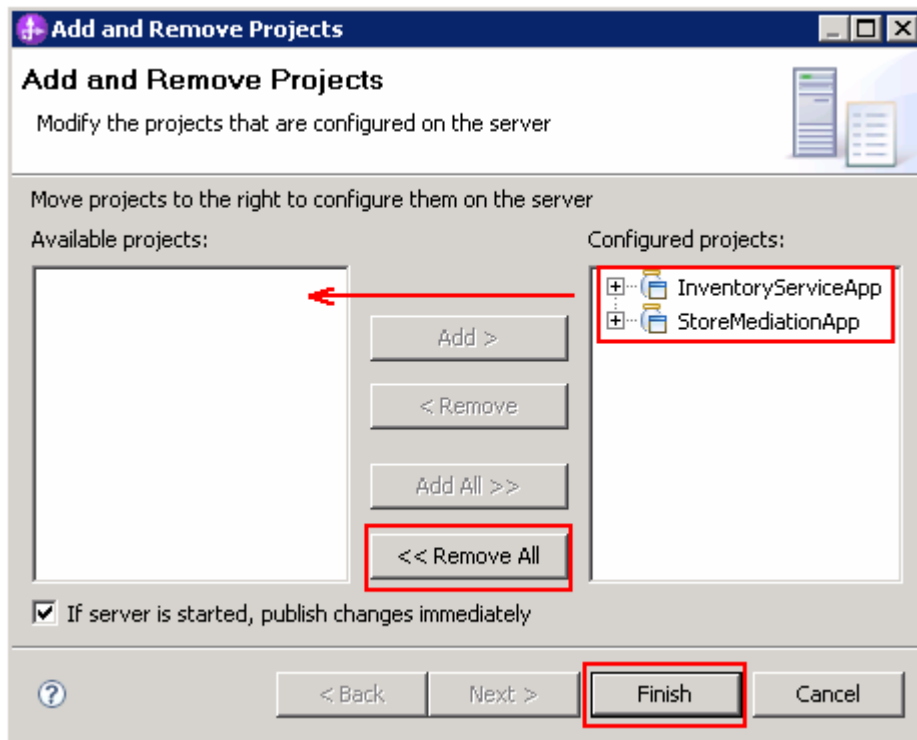 Add and Remove Projects
Add and Remove Projects
Modify the projects that are configured on the server
Move projects to the right to configure them on the server
Available projects:
Configured projects:
InventoryServiceApp
StoreMediationApp
Add >
< Remove
Add All >>
<< Remove All
If server is started, publish changes immediately
?
< Back
Next >
Finish
Cancel